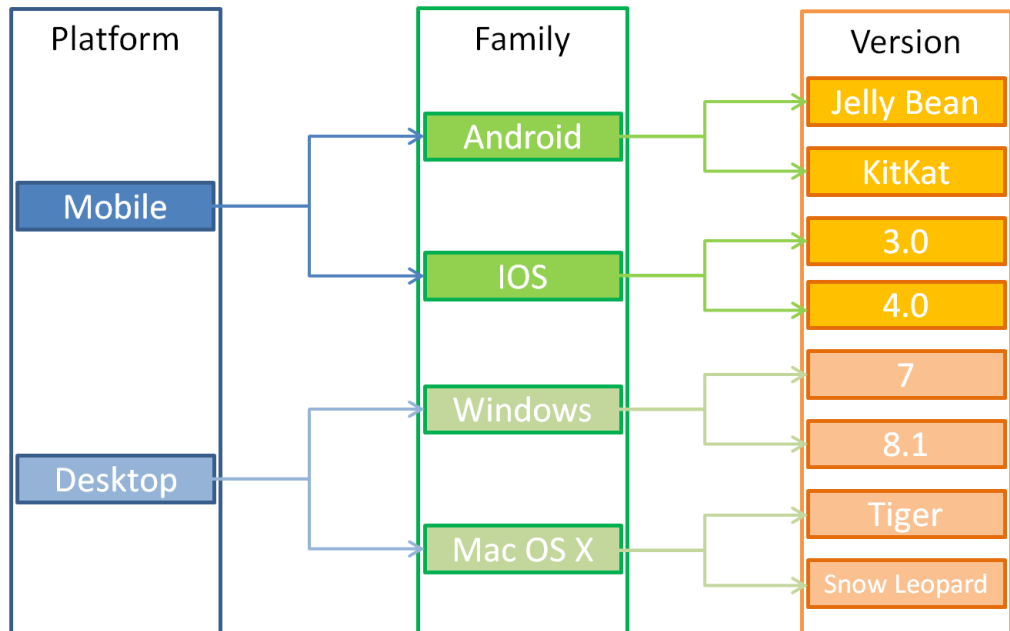 Platform
Family
Version
Mobile
Desktop
Android
IOS
Windows
Mac OS X
Jelly Bean
KitKat
3.0
4.0
7
8.1
Tiger
Snow Leopard